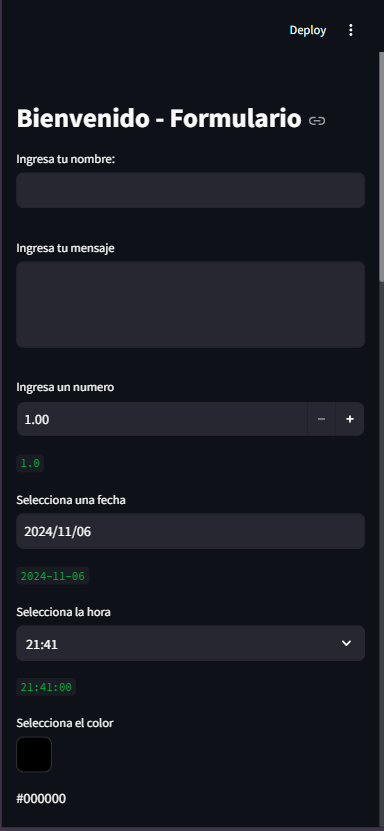 Deploy
Bienvenido - Formulario
Ingresa tu nombre:
Ingresa tu mensaje
Ingresa un numero
1.00
1.0
Selecciona una fecha
2024/11/06
2024-11-06
Selecciona la hora
21:41
21:41:00
Selecciona el color
#000000